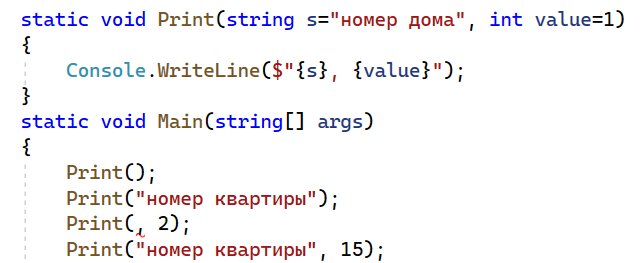 static void Print(string s="номер дома", int value=1)
{
Console.WriteLine($"{s}, {value}");
}
static void Main(string[] args)
{
Print();
Print("номер квартиры");
Print(, 2);
Print("номер квартиры", 15);